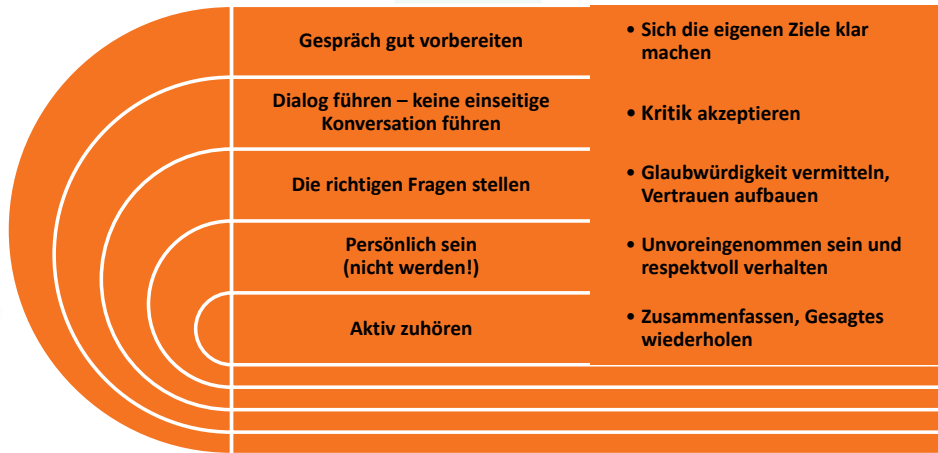 Gespräch gut vorbereiten
• Sich die eigenen Ziele klar
machen
Dialog führen – keine einseitige
Konversation führen
• Kritik akzeptieren
Die richtigen Fragen stellen
• Glaubwürdigkeit vermitteln,
Vertrauen aufbauen
Persönlich sein
(nicht werden!)
• Unvoreingenommen sein und
respektvoll verhalten
Aktiv zuhören
• Zusammenfassen, Gesagtes
wiederholen